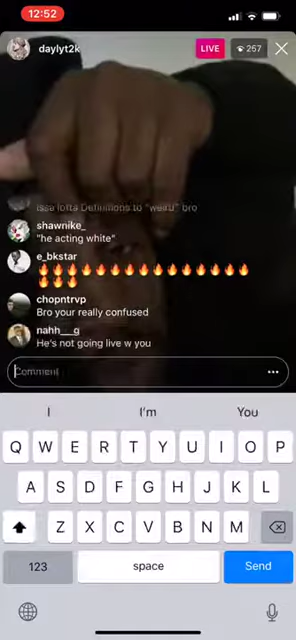 12:52
daylyt2k
LIVE
257
issa lotta Definitions to "weird" bro
shawnike_
"he acting white"
e_bkstar
🔥🔥🔥🔥🔥🔥🔥🔥🔥🔥🔥🔥🔥🔥🔥
🔥🔥🔥
chopntrvp
Bro your really confused
nahh___g
He's not going live w you
Comment
I I'm You
Q W E R T Y U I O P
A S D F G H J K L
Z X C V B N M
123 space Send